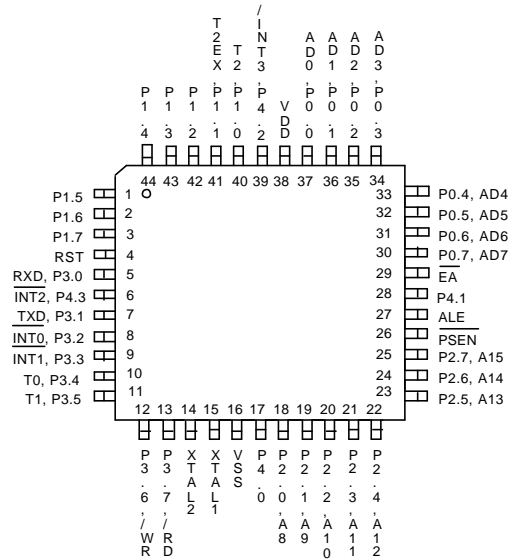 P1.4
P1.3
P1.2
T2EX,P1.1
T2,P1.0
/INT3,P4.2
VDD
AD0,P0.0
AD1,P0.1
AD2,P0.2
AD3,P0.3
44 43 42 41 40 39 38 37 36 35 34
P1.5 1
P1.6 2
P1.7 3
RST 4
RXD, P3.0 5
INT2, P4.3 6
TXD, P3.1 7
INT0, P3.2 8
INT1, P3.3 9
T0, P3.4 10
T1, P3.5 11
33 P0.4, AD4
32 P0.5, AD5
31 P0.6, AD6
30 P0.7, AD7
29 EA
28 P4.1
27 ALE
26 PSEN
25 P2.7, A15
24 P2.6, A14
23 P2.5, A13
12 13 14 15 16 17 18 19 20 21 22
P3.6,/WR
P3.7,/RD
XTAL2
XTAL1
VSS
P4.0
P2.0,A8
P2.1,A9
P2.2,A10
P2.3,A11
P2.4,A12